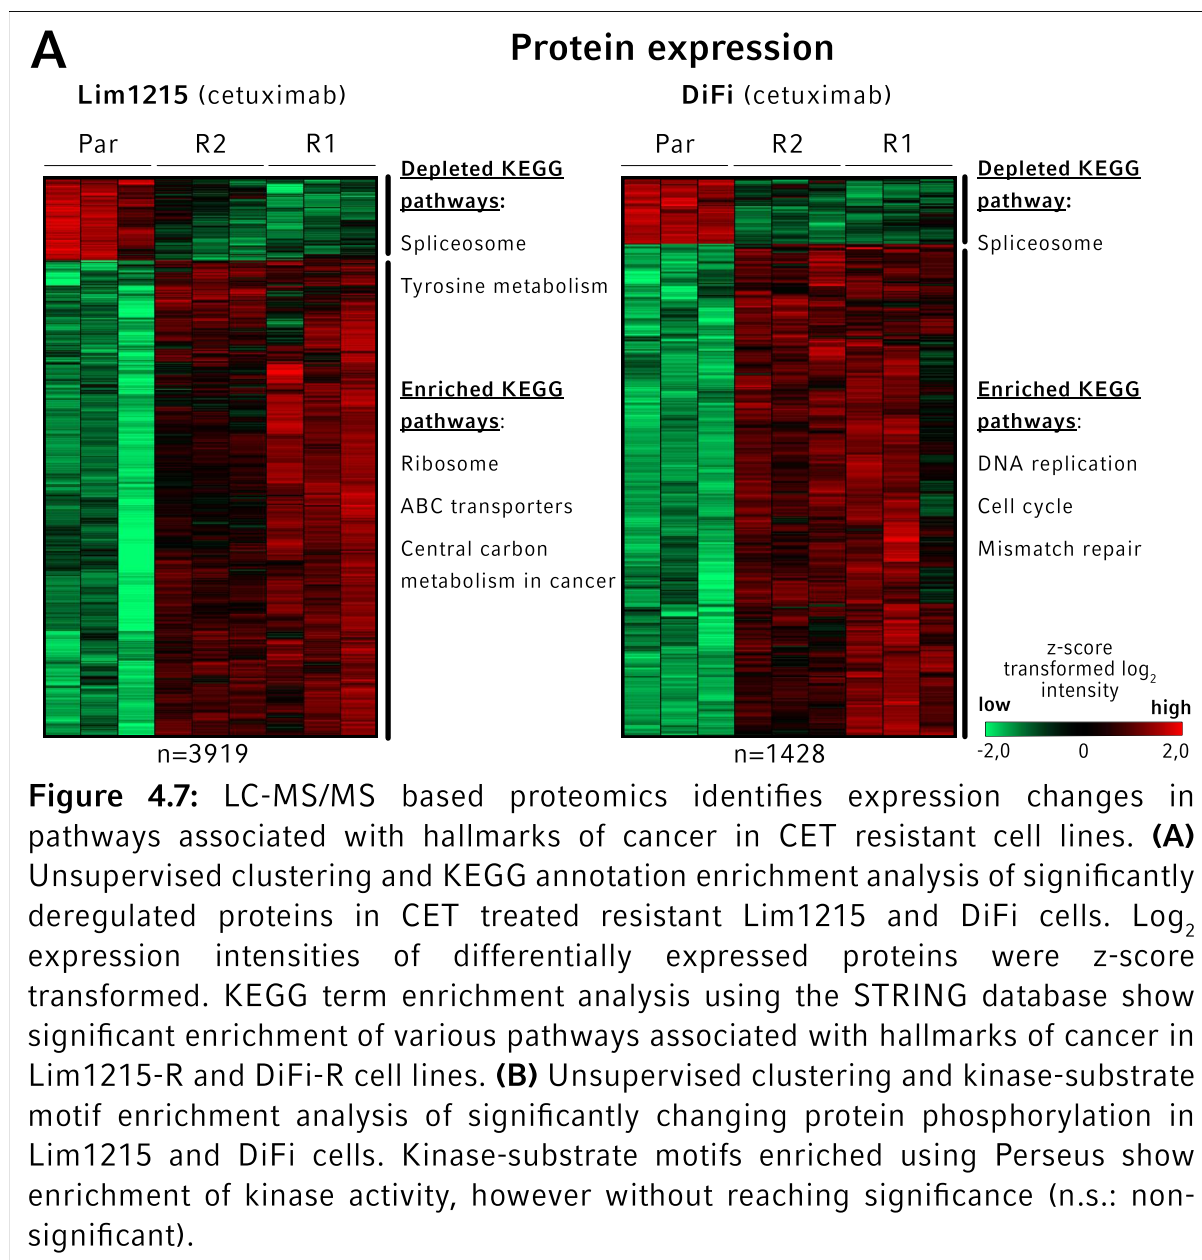 A
Protein expression
Lim1215 (cetuximab)
Par R2 R1
Depleted KEGG
pathways:
Spliceosome
Tyrosine metabolism
Enriched KEGG
pathways:
Ribosome
ABC transporters
Central carbon
metabolism in cancer
n=3919
DiFi (cetuximab)
Par R2 R1
Depleted KEGG
pathway:
Spliceosome
Enriched KEGG
pathways:
DNA replication
Cell cycle
Mismatch repair
z-score
transformed log2
intensity
low high
-2,0 0 2,0
n=1428
Figure 4.7: LC-MS/MS based proteomics identifies expression changes in
pathways associated with hallmarks of cancer in CET resistant cell lines. (A)
Unsupervised clustering and KEGG annotation enrichment analysis of significantly
deregulated proteins in CET treated resistant Lim1215 and DiFi cells. Log2
expression intensities of differentially expressed proteins were z-score
transformed. KEGG term enrichment analysis using the STRING database show
significant enrichment of various pathways associated with hallmarks of cancer in
Lim1215-R and DiFi-R cell lines. (B) Unsupervised clustering and kinase-substrate
motif enrichment analysis of significantly changing protein phosphorylation in
Lim1215 and DiFi cells. Kinase-substrate motifs enriched using Perseus show
enrichment of kinase activity, however without reaching significance (n.s.: non-
significant).